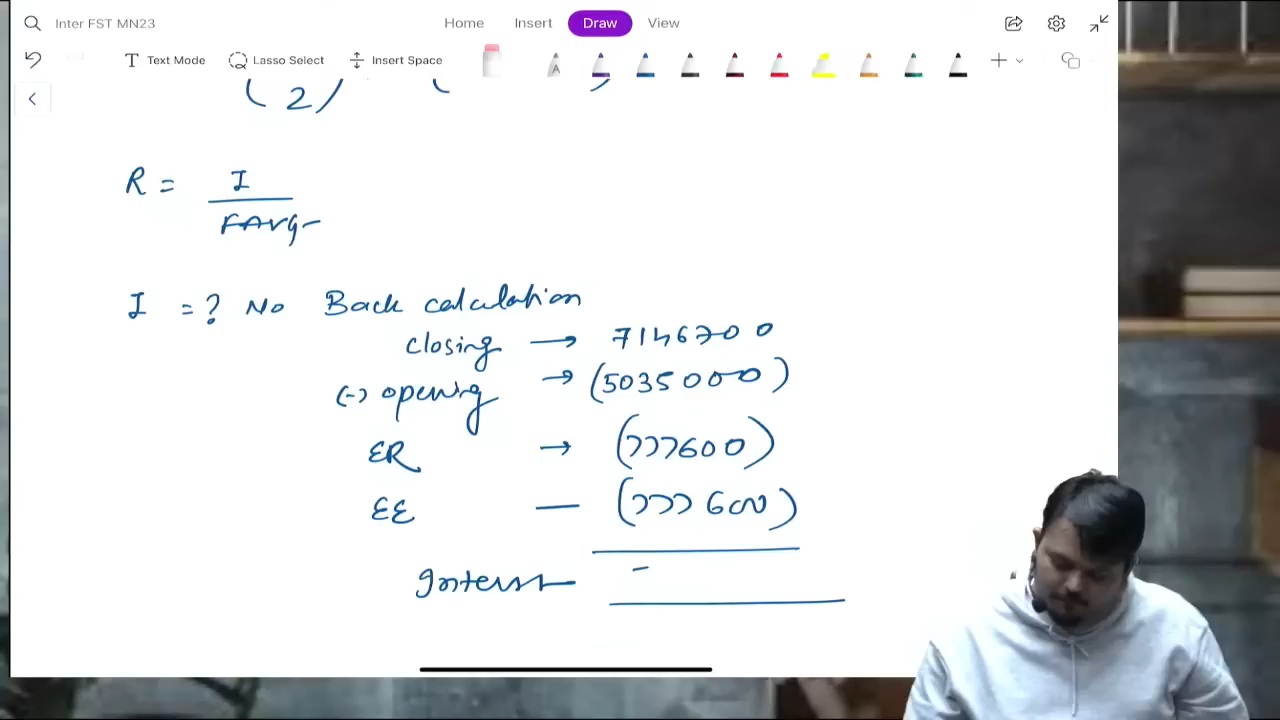 Inter FST MN23
Home Insert Draw View
Text Mode Lasso Select Insert Space
(2)
R = I
FAvg
I = ? No Back calculation
closing → 7146700
(-) opening → (5035000)
ER → (777600)
EE — (777600)
Interst